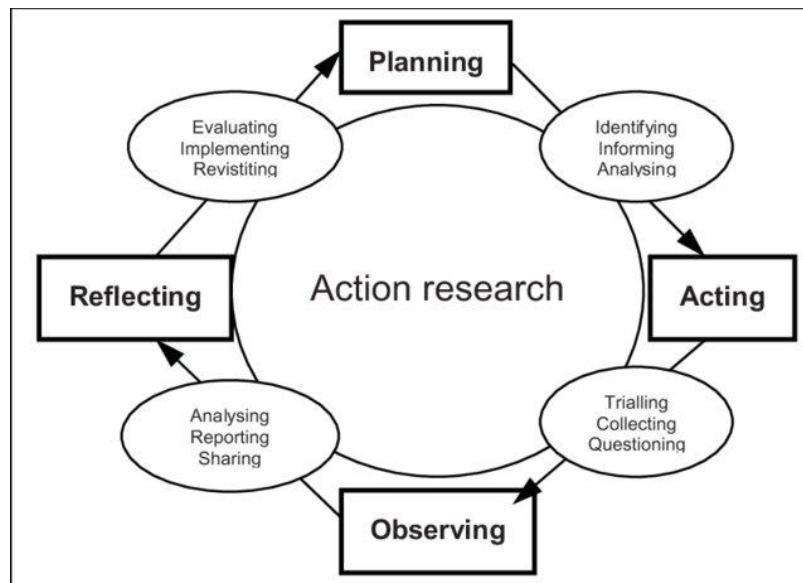 Planning
Identifying
Informing
Analysing
Acting
Trialling
Collecting
Questioning
Observing
Analysing
Reporting
Sharing
Reflecting
Evaluating
Implementing
Revistiting
Action research